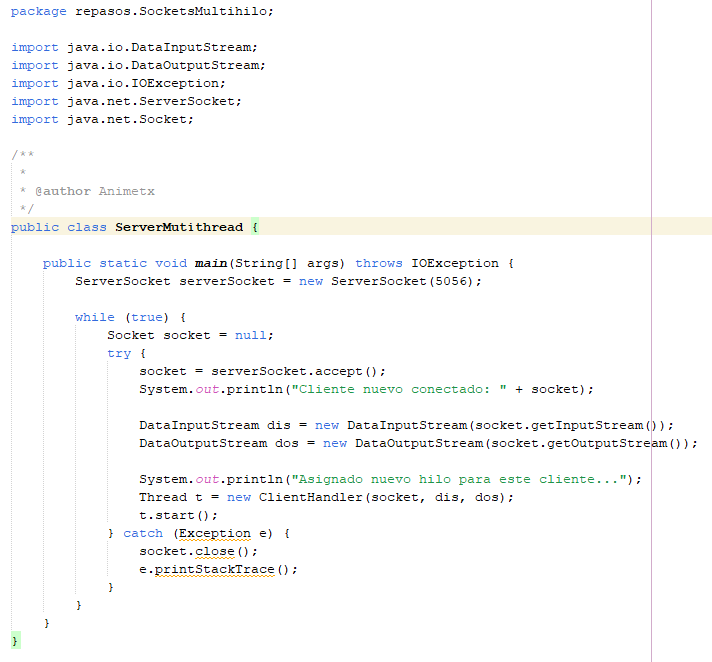 package repasos.SocketsMultihilo;
import java.io.DataInputStream;
import java.io.DataOutputStream;
import java.io.IOException;
import java.net.ServerSocket;
import java.net.Socket;
/**
*
* @author Animetx
*/
public class ServerMutithread {
public static void main(String[] args) throws IOException {
ServerSocket serverSocket = new ServerSocket(5056);
while (true) {
Socket socket = null;
try {
socket = serverSocket.accept();
System.out.println("Cliente nuevo conectado: " + socket);
DataInputStream dis = new DataInputStream(socket.getInputStream());
DataOutputStream dos = new DataOutputStream(socket.getOutputStream());
System.out.println("Asignado nuevo hilo para este cliente...");
Thread t = new ClientHandler(socket, dis, dos);
t.start();
} catch (Exception e) {
socket.close();
e.printStackTrace();
}
}
}
}